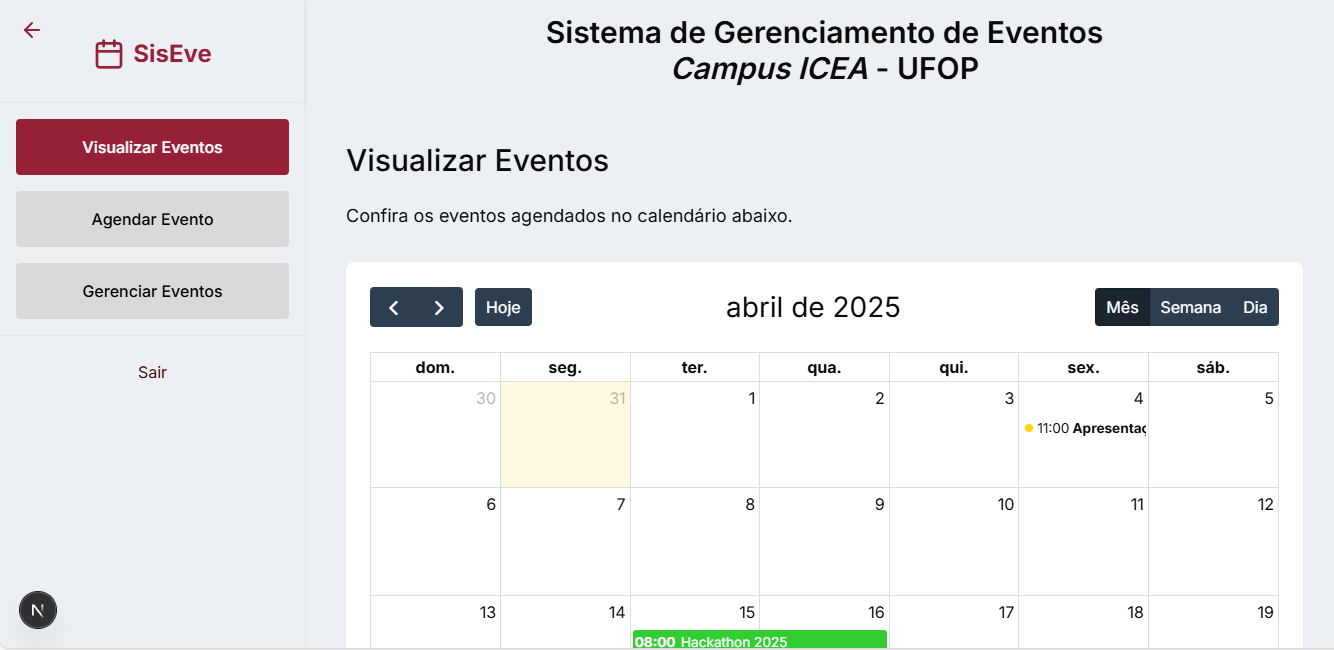 SisEve
Visualizar Eventos
Agendar Evento
Gerenciar Eventos
Sair
N
Sistema de Gerenciamento de Eventos
Campus ICEA - UFOP
Visualizar Eventos
Confira os eventos agendados no calendário abaixo.
Hoje
abril de 2025
Mês Semana Dia
dom. seg. ter. qua. qui. sex. sáb.
30 31 1 2 3 4 5
11:00 Apresentaç
6 7 8 9 10 11 12
13 14 15 16 17 18 19
08:00 Hackathon 2025